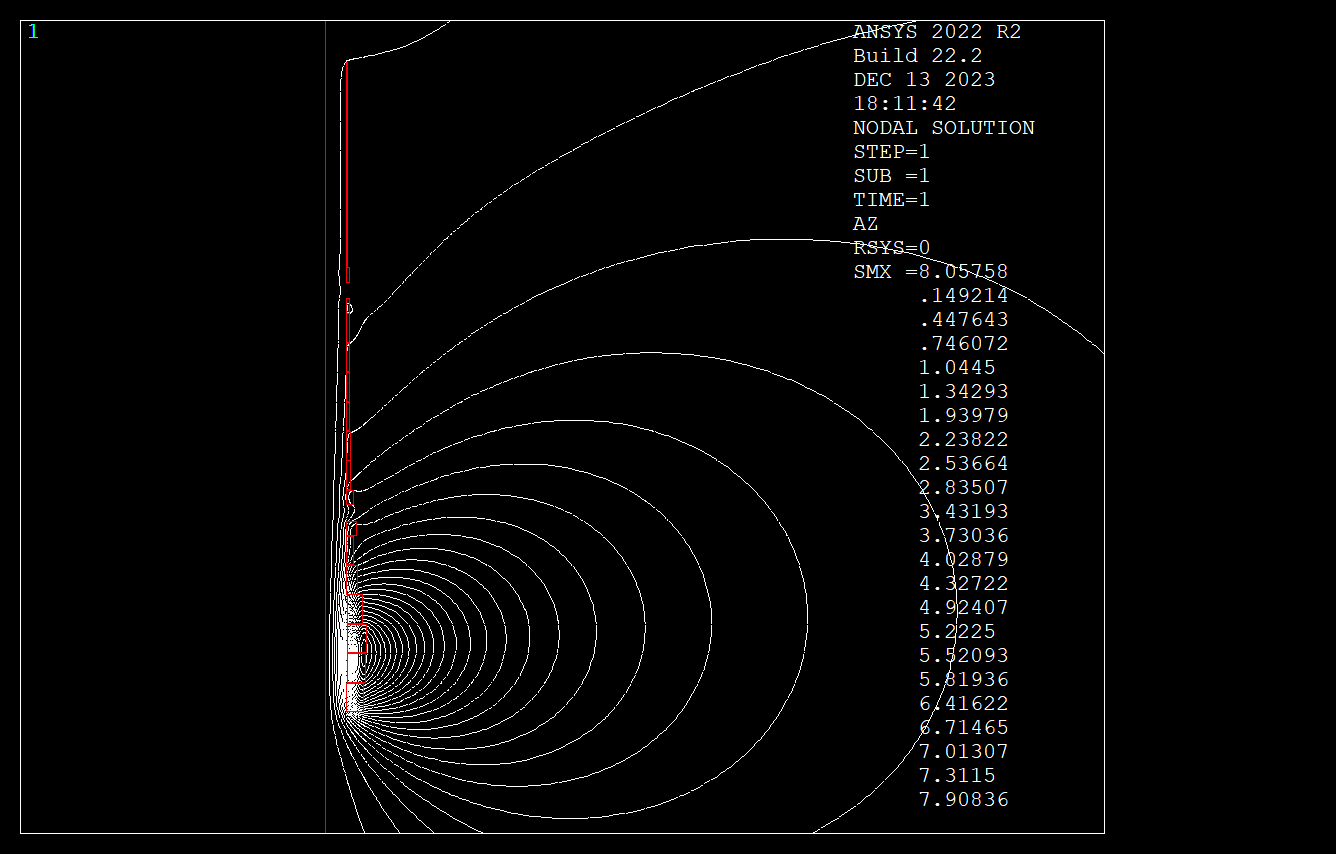 1
ANSYS 2022 R2
Build 22.2
DEC 13 2023
18:11:42
NODAL SOLUTION
STEP=1
SUB =1
TIME=1
AZ
RSYS=0
SMX =8.05758
.149214
.447643
.746072
1.0445
1.34293
1.93979
2.23822
2.53664
2.83507
3.43193
3.73036
4.02879
4.32722
4.92407
5.2225
5.52093
5.81936
6.41622
6.71465
7.01307
7.3115
7.90836